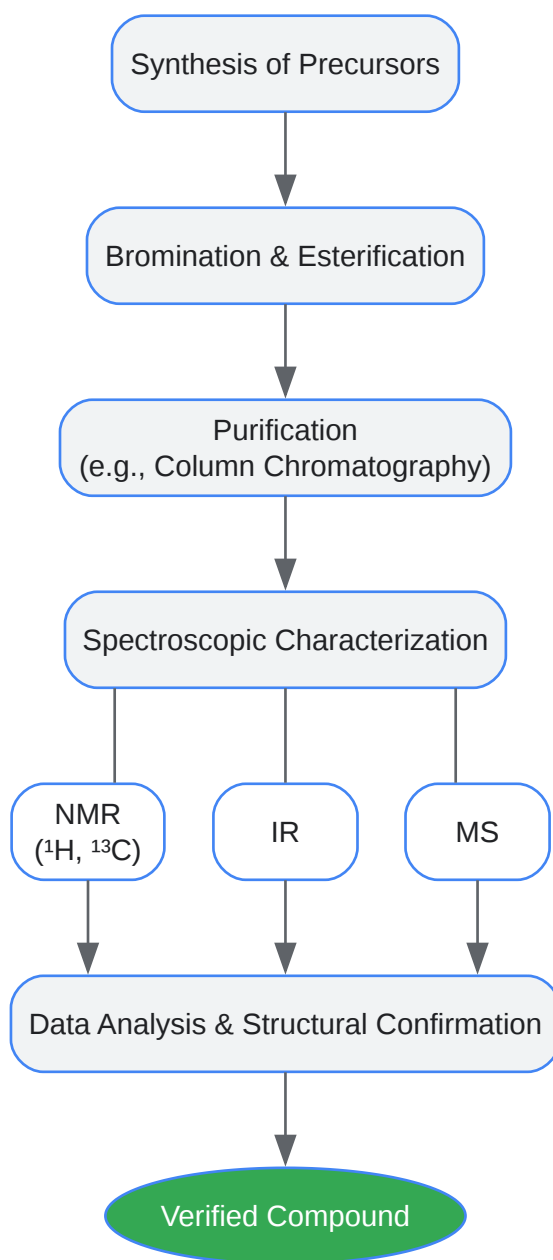 Synthesis of Precursors
Bromination & Esterification
Purification
(e.g., Column Chromatography)
Spectroscopic Characterization
NMR
(¹H, ¹³C)
IR
MS
Data Analysis & Structural Confirmation
Verified Compound